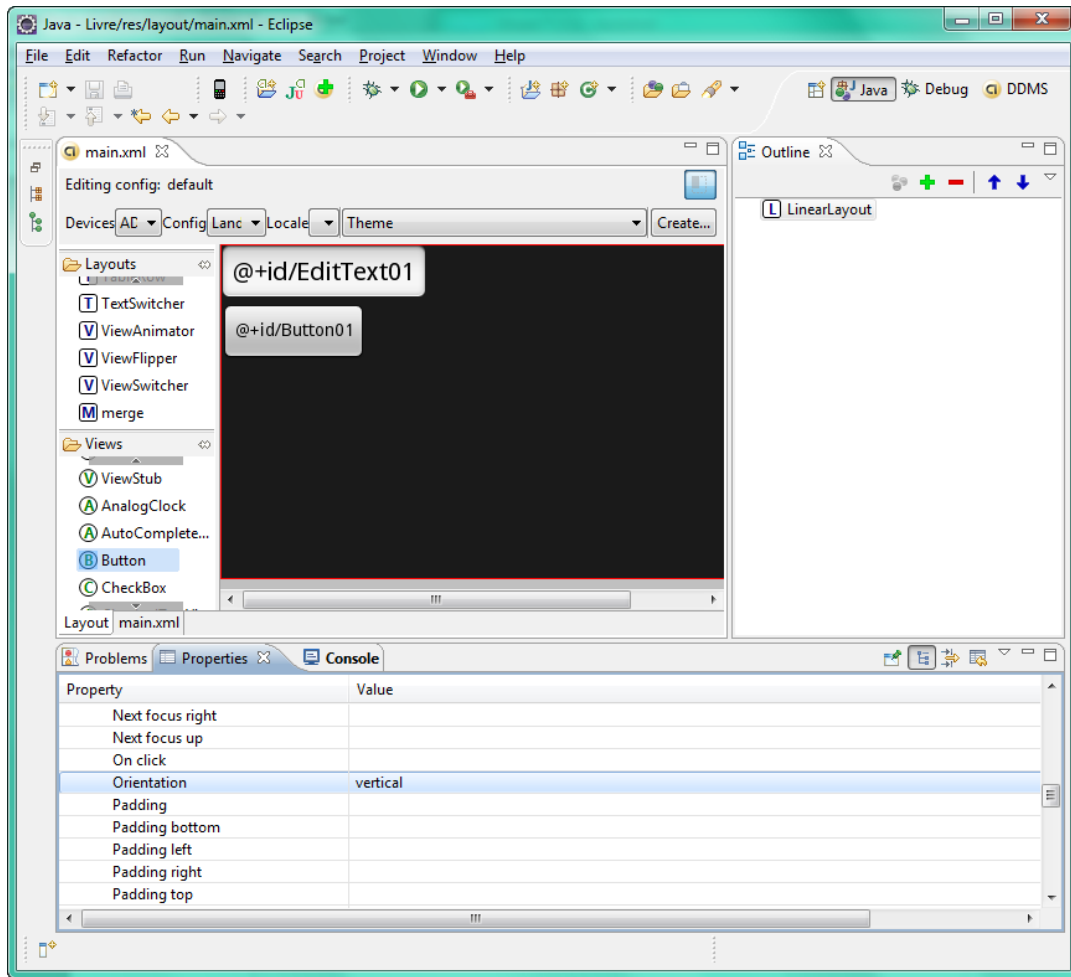 Java - Livre/res/layout/main.xml - Eclipse
File Edit Refactor Run Navigate Search Project Window Help
Java Debug DDMS
main.xml
Editing config: default
Devices AD Config Lanc Locale Theme Create...
Layouts
TableRow
TextSwitcher
ViewAnimator
ViewFlipper
ViewSwitcher
merge
Views
ViewStub
AnalogClock
AutoComplete...
Button
CheckBox
@+id/EditText01
@+id/Button01
Layout main.xml
Outline
LinearLayout
Problems Properties Console
Property Value
Next focus right
Next focus up
On click
Orientation vertical
Padding
Padding bottom
Padding left
Padding right
Padding top